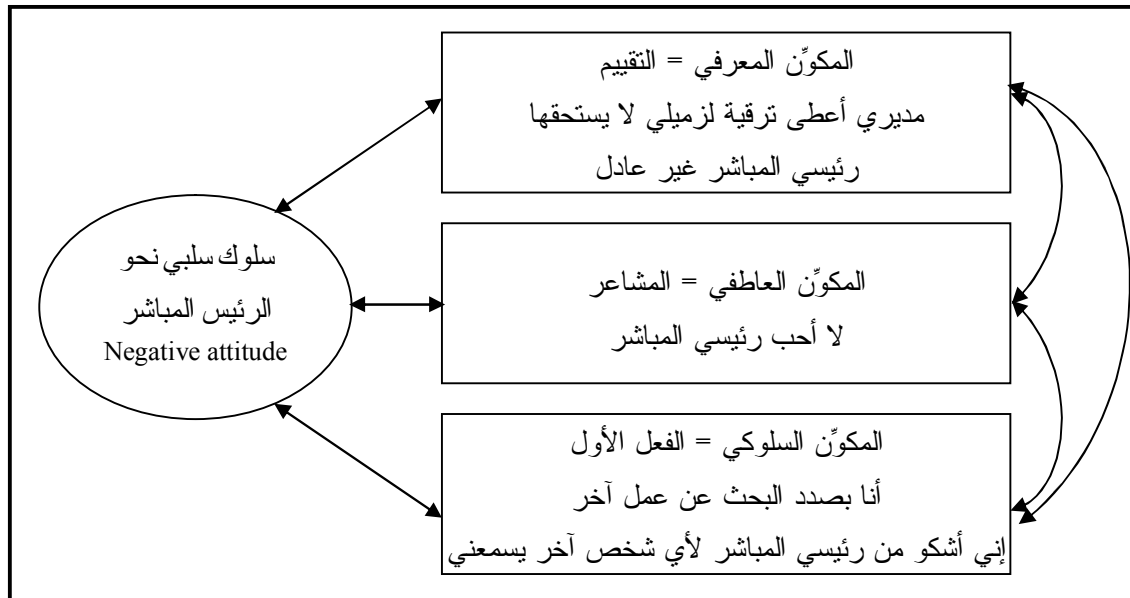 المكوِّن المعرفي = التقييم
مديري أعطى ترقية لزميلي لا يستحقها
رئيسي المباشر غير عادل
المكوِّن العاطفي = المشاعر
لا أحب رئيسي المباشر
المكوِّن السلوكي = الفعل الأول
أنا بصدد البحث عن عمل آخر
إني أشكو من رئيسي المباشر لأي شخص آخر يسمعني
سلوك سلبي نحو
الرئيس المباشر
Negative attitude